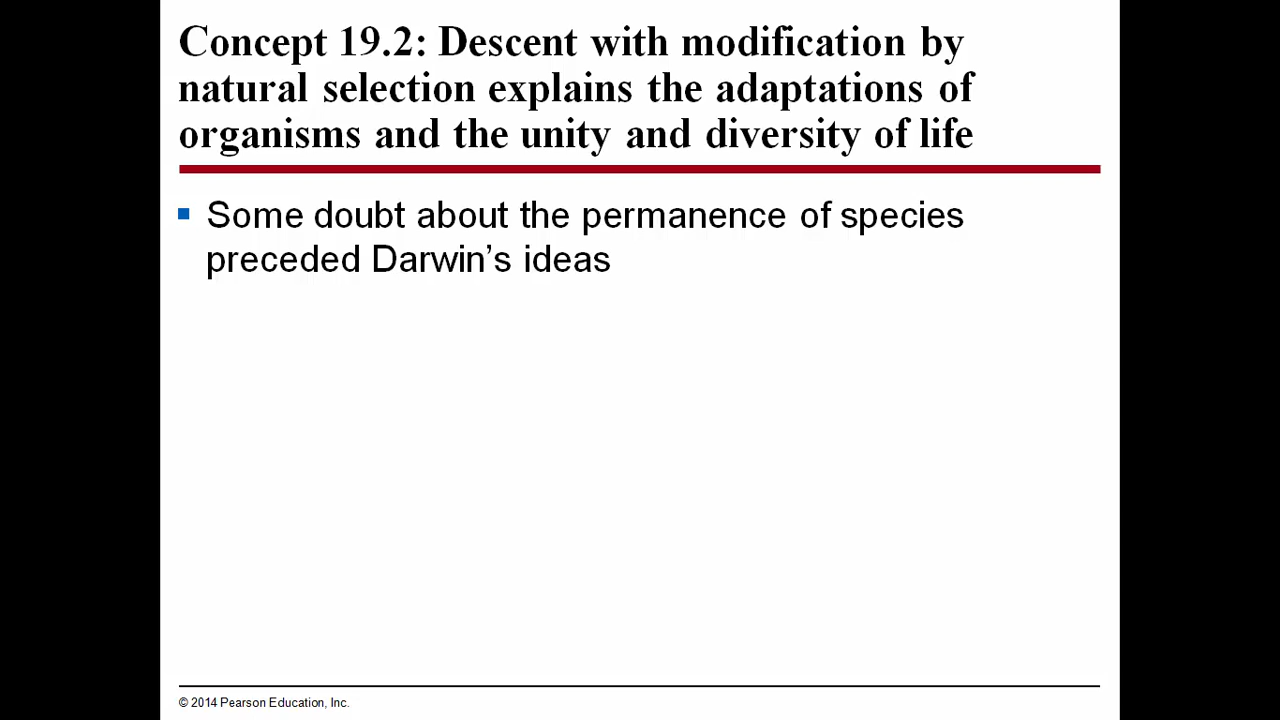 Concept 19.2: Descent with modification by
natural selection explains the adaptations of
organisms and the unity and diversity of life
Some doubt about the permanence of species
preceded Darwin’s ideas
© 2014 Pearson Education, Inc.